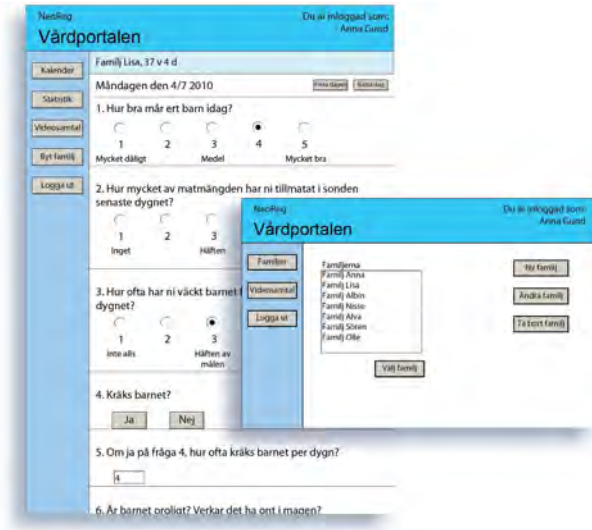 NeoRing
Du är inloggad som:
Anna Gund
Vårdportalen
Kalender
Statistik
Videosamtal
Byt familj
Logga ut
Familj Lisa, 37 v 4 d
Måndagen den 4/7 2010
1. Hur bra mår ert barn idag?
1 2 3 4 5
Mycket dåligt Medel Mycket bra
2. Hur mycket av matmängden har ni tillmatat i sonden
senaste dygnet?
1 2 3
Inget Hälften
3. Hur ofta har ni väckt barnet
dygnet?
1 2 3
Inte alls Hälften av
målen
4. Kräks barnet?
Ja Nej
5. Om ja på fråga 4, hur ofta kräks barnet per dygn?
4
6. Är barnet oroligt? Verkar det ha ont i magen?
NeoRing
Du är inloggad som:
Anna Gund
Vårdportalen
Familjer
Videosamtal
Logga ut
Familjerna
Familj Anna
Familj Lisa
Familj Albin
Familj Nisse
Familj Alva
Familj Sören
Familj Olle
Välj familj
Ny familj
Ändra familj
Ta bort familj